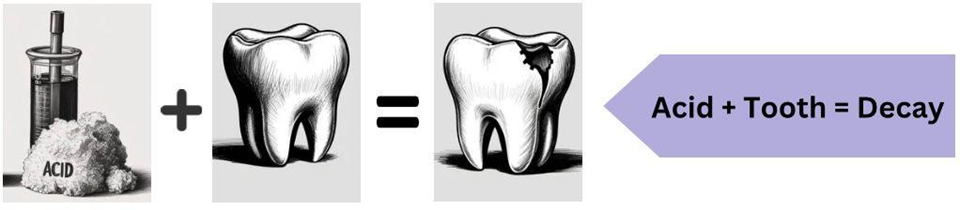 ACID
+
=
Acid + Tooth = Decay